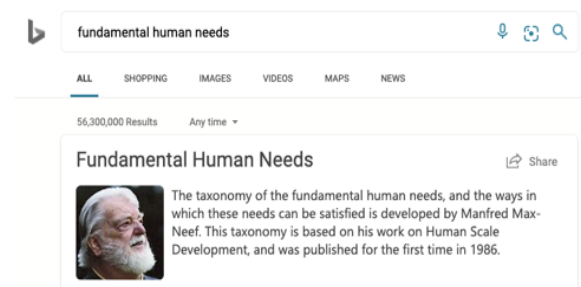 fundamental human needs
ALL SHOPPING IMAGES VIDEOS MAPS NEWS
56,300,000 Results Any time
Fundamental Human Needs
Share
The taxonomy of the fundamental human needs, and the ways in
which these needs can be satisfied is developed by Manfred Max-
Neef. This taxonomy is based on his work on Human Scale
Development, and was published for the first time in 1986.